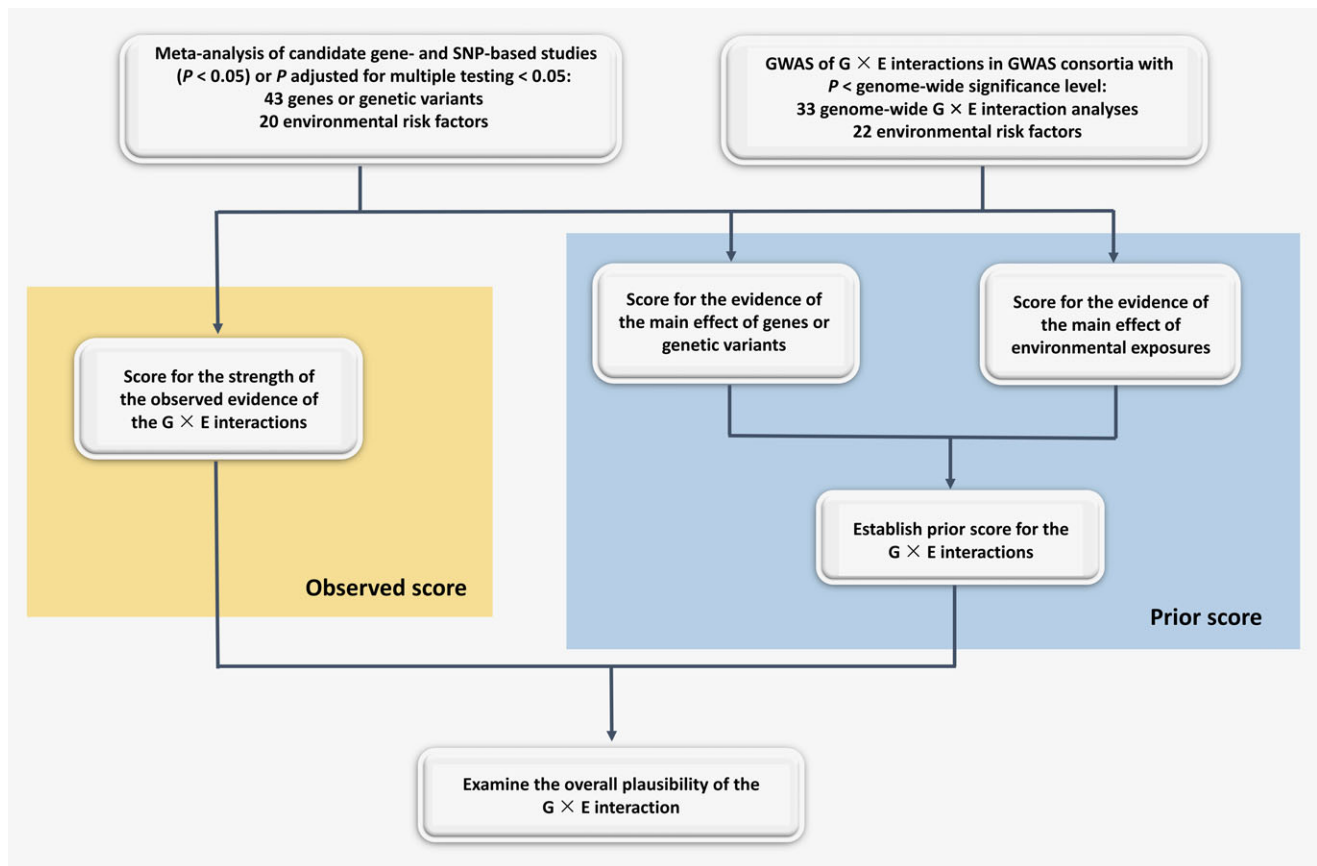 Meta-analysis of candidate gene- and SNP-based studies
(P < 0.05) or P adjusted for multiple testing < 0.05:
43 genes or genetic variants
20 environmental risk factors
GWAS of G × E interactions in GWAS consortia with
P < genome-wide significance level:
33 genome-wide G × E interaction analyses
22 environmental risk factors
Score for the evidence of
the main effect of genes or
genetic variants
Score for the evidence of
the main effect of
environmental exposures
Score for the strength of
the observed evidence of
the G × E interactions
Establish prior score for the
G × E interactions
Observed score
Prior score
Examine the overall plausibility of the
G × E interaction